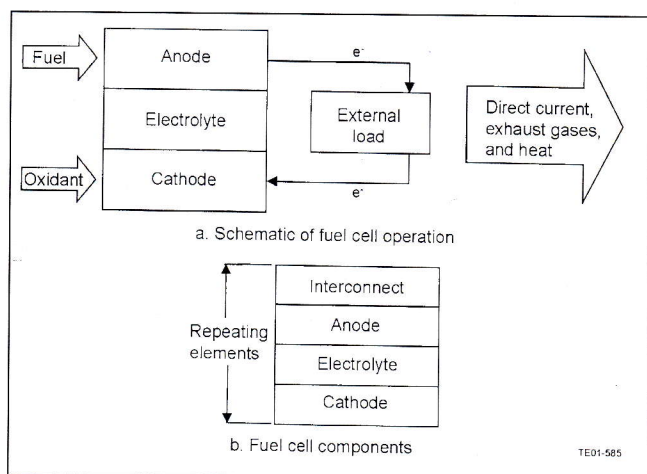 Fuel
Anode
e-
Electrolyte
External
load
Direct current,
exhaust gases,
and heat
Oxidant
Cathode
e-
a. Schematic of fuel cell operation
Interconnect
Anode
Repeating
elements
Electrolyte
Cathode
b. Fuel cell components
TE01-585